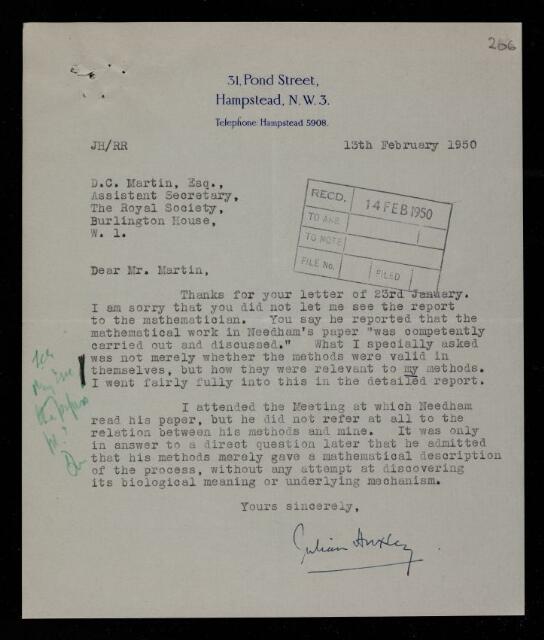 266
31, Pond Street,
Hampstead, N.W.3.
Telephone: Hampstead 5908.
JH/RR
13th February 1950
D.C. Martin, Esq.,
Assistant Secretary,
The Royal Society,
Burlington House,
W. 1.
RECD. 14 FEB 1950
TO ANS
TO NOTE
FILE No. FILED
Dear Mr. Martin,
Thanks for your letter of 23rd January.
I am sorry that you did not let me see the report
to the mathematician. You say he reported that the
mathematical work in Needham's paper "was competently
carried out and discussed." What I specially asked
was not merely whether the methods were valid in
themselves, but how they were relevant to my methods.
I went fairly fully into this in the detailed report.
I attended the Meeting at which Needham
read his paper, but he did not refer at all to the
relation between his methods and mine. It was only
in answer to a direct question later that he admitted
that his methods merely gave a mathematical description
of the process, without any attempt at discovering
its biological meaning or underlying mechanism.
Yours sincerely,
Julian Huxley